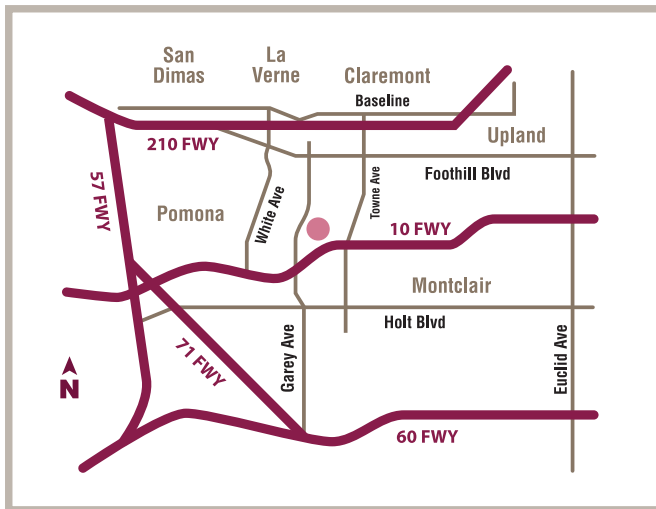 San
Dimas
La
Verne
Claremont
Baseline
Upland
210 FWY
Foothill Blvd
57 FWY
Pomona
White Ave
Towne Ave
10 FWY
Montclair
Holt Blvd
71 FWY
Garey Ave
Euclid Ave
N
60 FWY